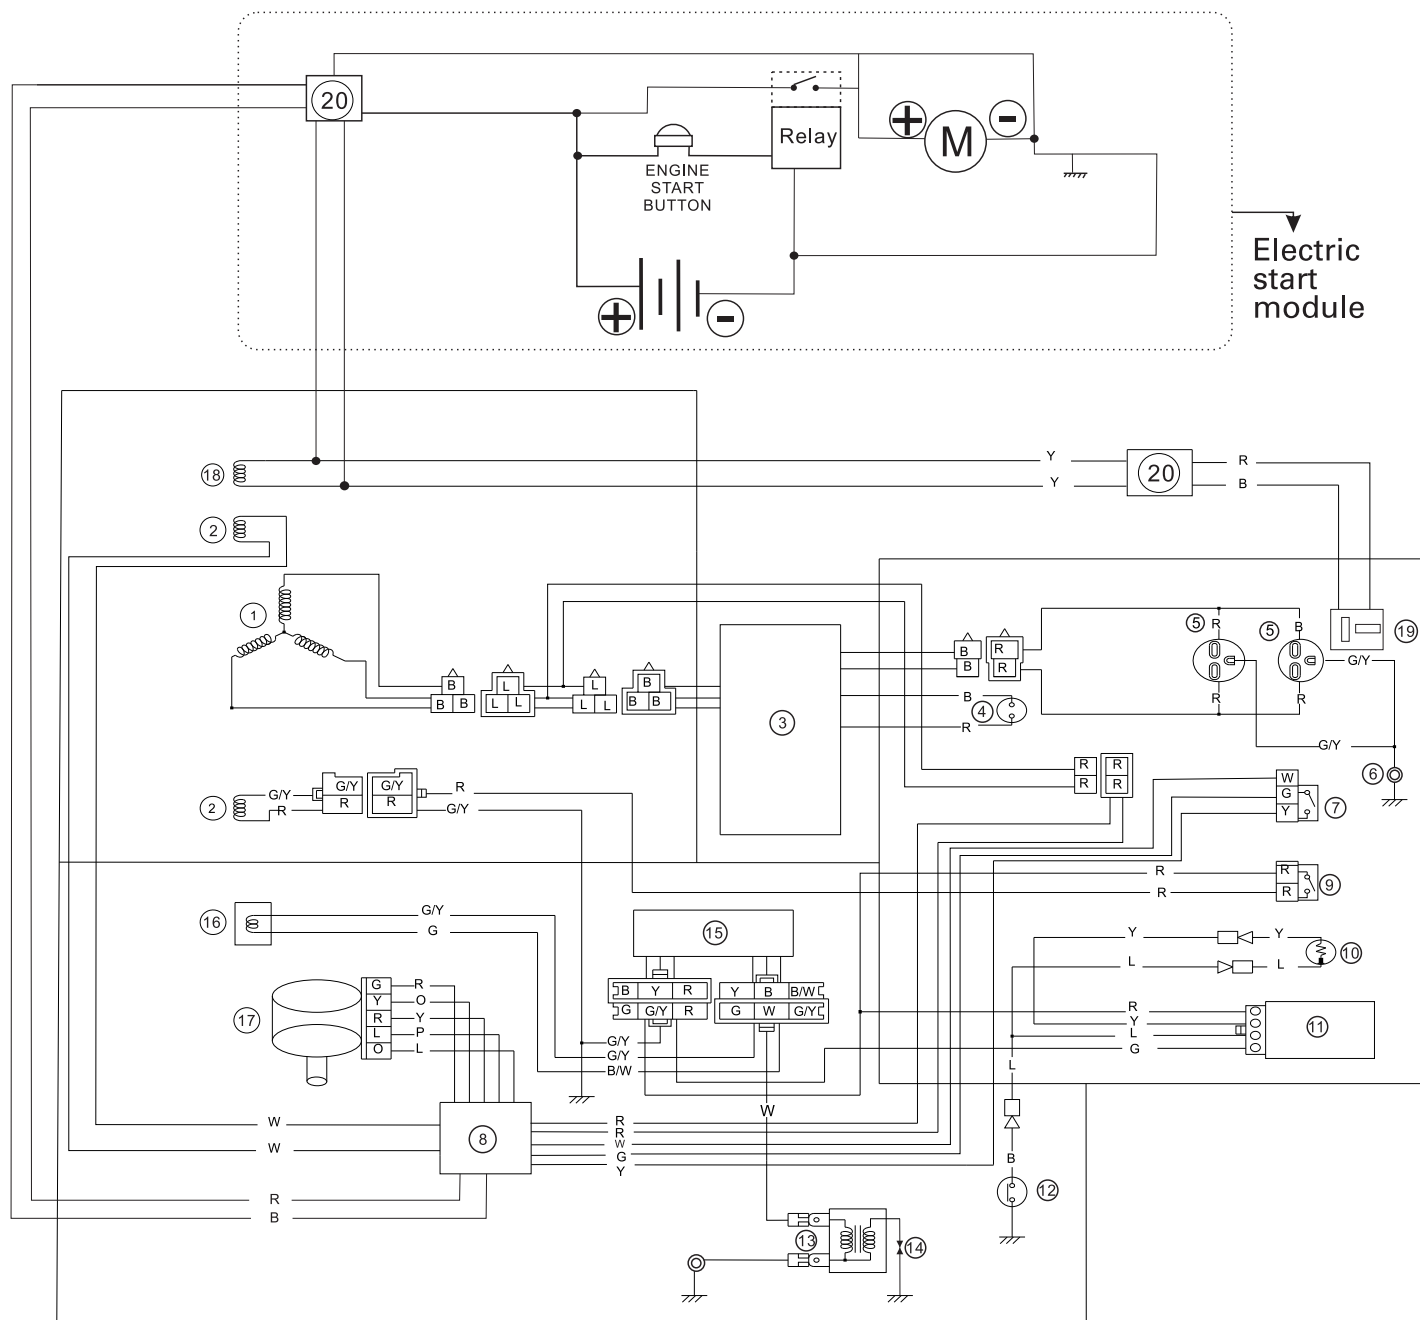 20
Relay
M
ENGINE
START
BUTTON
Electric
start
module
18
Y
Y
20
R
B
2
1
5
R
5
B
19
G/Y
B
B B
L
L L
L
L L
B
B B
3
B
B
R
R
B
4
R
R
R
G/Y
6
2
G/Y
R
G/Y
R
G/Y
R
R
G/Y
R
R
R
R
W
G
Y
7
R
R
R
R
9
16
G/Y
G
15
Y
Y
10
L
L
17
G R
Y O
R Y
L P
O L
B Y R
G G/Y R
Y B B/W
G W G/Y
R
Y
L
G
11
G/Y
G/Y
B/W
L
W
W
W
8
R
R
W
G
Y
B
12
R
B
13
14